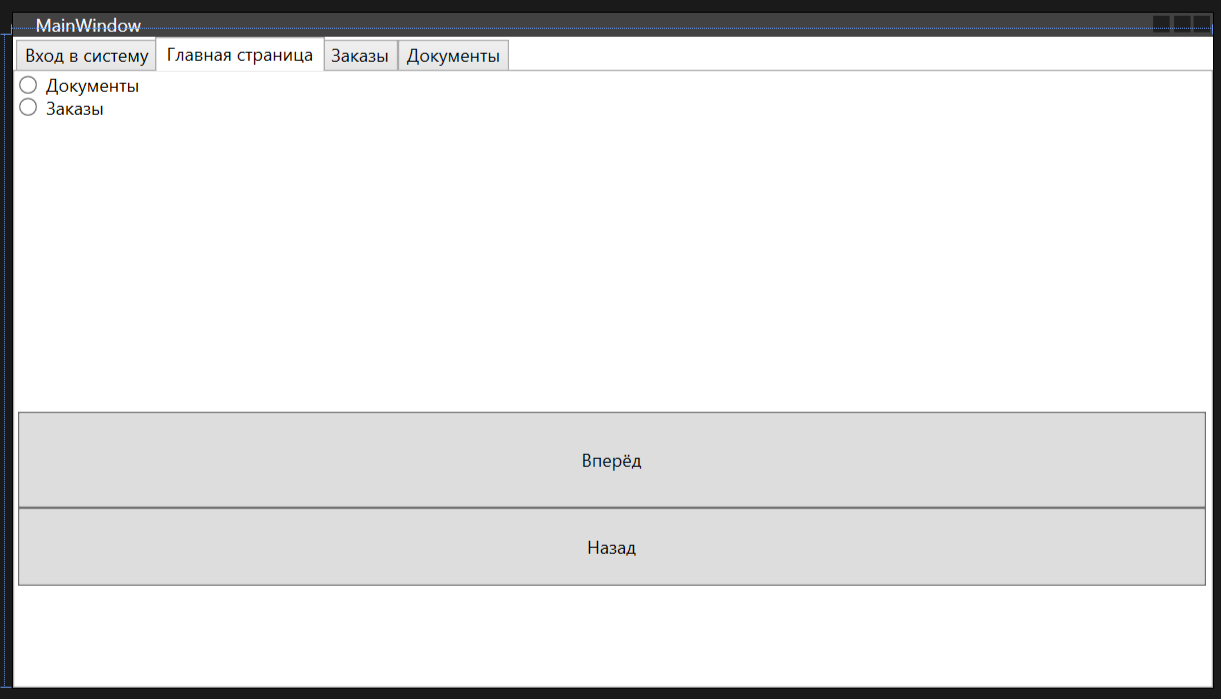 MainWindow
Вход в систему Главная страница Заказы Документы
Документы
Заказы
Вперёд
Назад